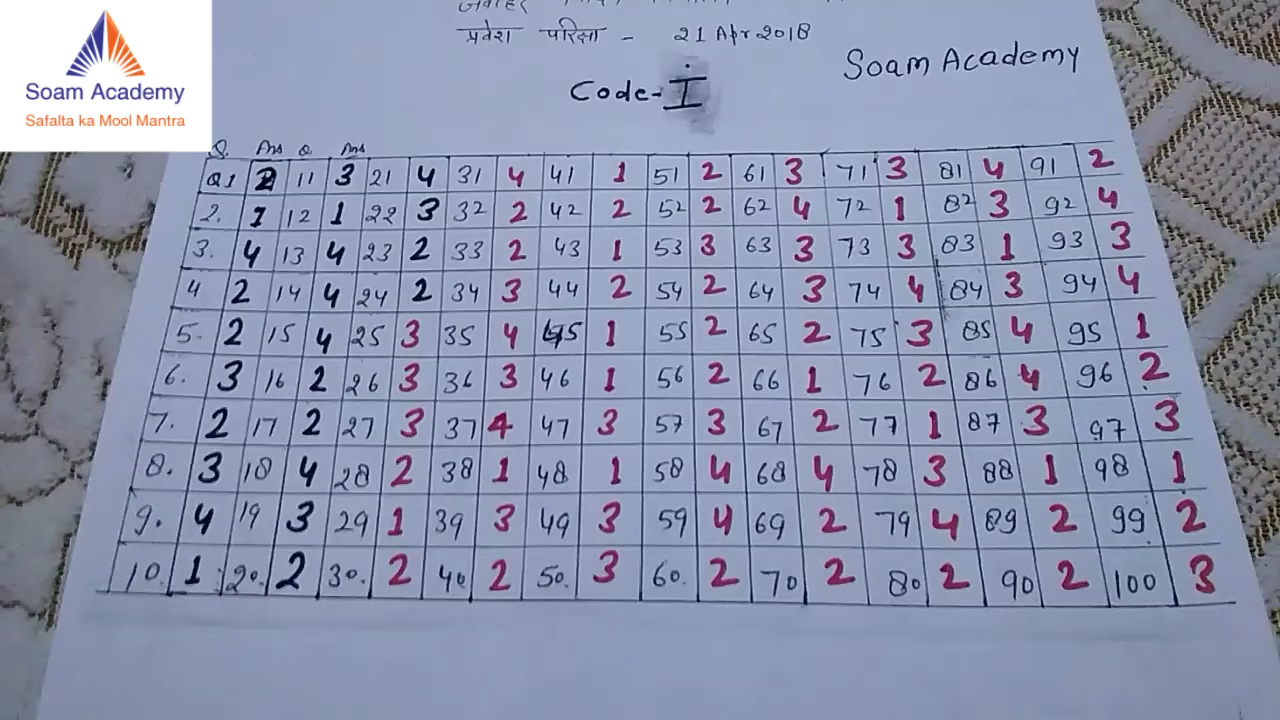 प्रवेश परिक्षा - 21 Apr 2018
Soam Academy
Code - I
Soam Academy
Safalta ka Mool Mantra
Q. Ans Q. Ans
Q1 2 11 3 21 4 31 4 41 1 51 2 61 3 71 3 81 4 91 2
2. 1 12 1 22 3 32 2 42 2 52 2 62 4 72 1 82 3 92 4
3. 4 13 4 23 2 33 2 43 1 53 3 63 3 73 3 83 1 93 3
4 2 14 4 24 2 34 3 44 2 54 2 64 3 74 4 84 3 94 4
5. 2 15 4 25 3 35 4 45 1 55 2 65 2 75 3 85 4 95 1
6. 3 16 2 26 3 36 3 46 1 56 2 66 1 76 2 86 4 96 2
7. 2 17 2 27 3 37 4 47 3 57 3 67 2 77 1 87 3 97 3
8. 3 18 4 28 2 38 1 48 1 58 4 68 4 78 3 88 1 98 1
9. 4 19 3 29 1 39 3 49 3 59 4 69 2 79 4 89 2 99 2
10. 1 20. 2 30. 2 40. 2 50. 3 60. 2 70 2 80 2 90 2 100 3